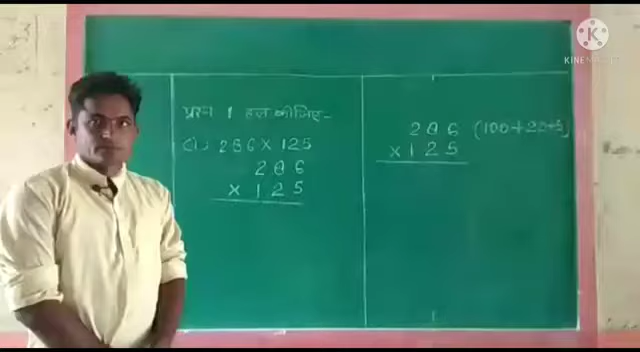 प्रश्न 1 हल कीजिए-
(i) 286 X 125
286
X 125
286 (100+20+5)
X 125
KINEMASTER